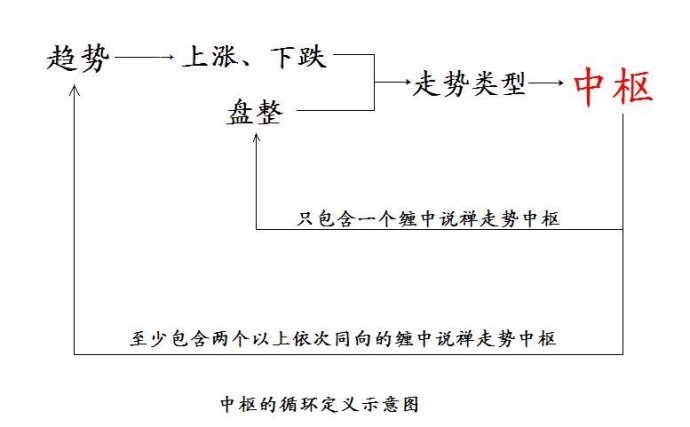 趋势
上涨、下跌
盘整
走势类型
中枢
只包含一个缠中说禅走势中枢
至少包含两个以上依次同向的缠中说禅走势中枢
中枢的循环定义示意图